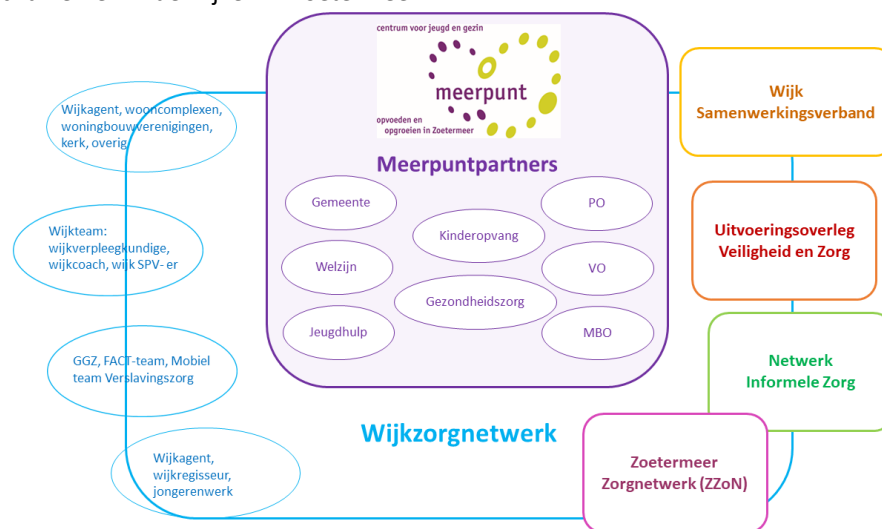 centrum voor jeugd en gezin
meerpunt
opvoeden en
opgroeien in Zoetermeer
Meerpuntpartners
Gemeente
PO
Kinderopvang
Welzijn
VO
Gezondheidszorg
Jeugdhulp
MBO
Wijkagent, wooncomplexen,
woningbouwverenigingen,
kerk, overig
Wijkteam:
wijkverpleegkundige,
wijkcoach, wijk SPV- er
GGZ, FACT-team, Mobiel
team Verslavingszorg
Wijkagent,
wijkregisseur,
jongerenwerk
Wijkzorgnetwerk
Wijk
Samenwerkingsverband
Uitvoeringsoverleg
Veiligheid en Zorg
Netwerk
Informele Zorg
Zoetermeer
Zorgnetwerk (ZZoN)